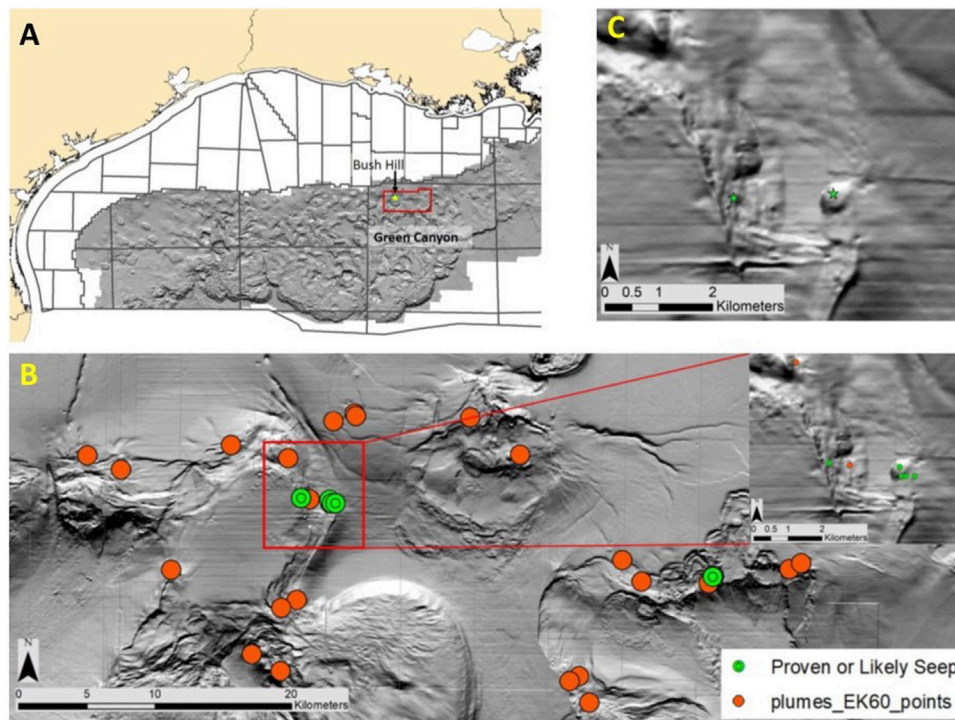 A
Bush Hill
Green Canyon
C
N
0 0.5 1 2
Kilometers
B
N
0 0.5 1 2
Kilometers
N
0 5 10 20
Kilometers
Proven or Likely Seep
plumes_EK60_points